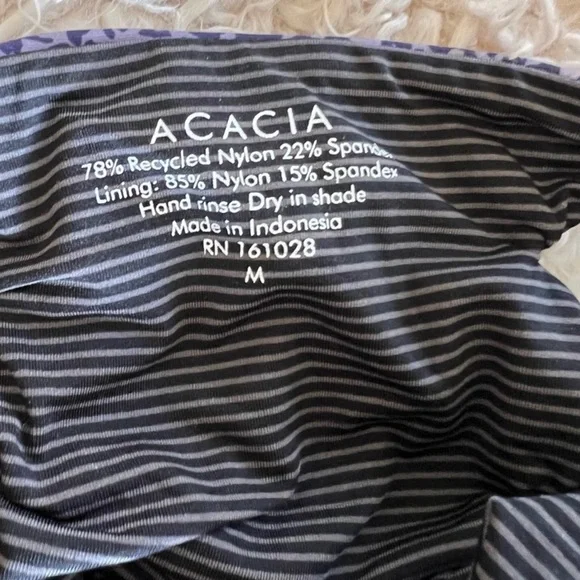 ACACIA
78% Recycled Nylon 22% Spandex
Lining: 85% Nylon 15% Spandex
Hand rinse Dry in shade
Made in Indonesia
RN 161028
M